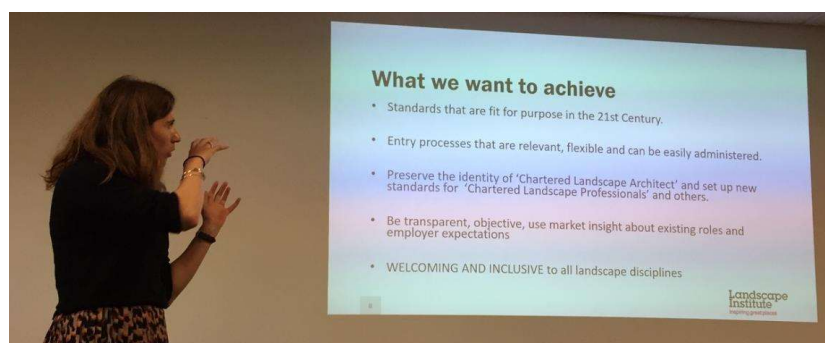 What we want to achieve
• Standards that are fit for purpose in the 21st Century.
• Entry processes that are relevant, flexible and can be easily administered.
• Preserve the identity of 'Chartered Landscape Architect' and set up new
standards for 'Chartered Landscape Professionals' and others.
• Be transparent, objective, use market insight about existing roles and
employer expectations
• WELCOMING AND INCLUSIVE to all landscape disciplines
Landscape
Institute
Inspiring great places